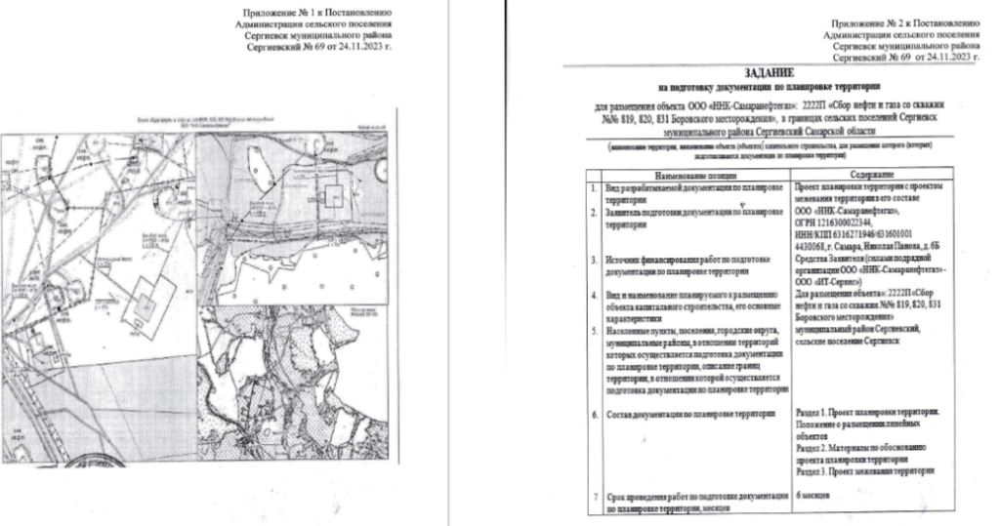 Приложение № 1 к Постановлению
Администрации сельского поселения
Сергиевск муниципального района
Сергиевский № 69 от 24.11.2023 г.
Приложение № 2 к Постановлению
Администрации сельского поселения
Сергиевск муниципального района
Сергиевский № 69 от 24.11.2023 г.
ЗАДАНИЕ
на подготовку документации по планировке территории
для размещения объекта ООО «ННК-Самаранефтегаз»: 2222П «Сбор нефти и газа со скважин
№№ 819, 820, 831 Боровского месторождения», в границах сельских поселений Сергиевск
муниципального района Сергиевский Самарской области
(наименование территории, наименование объекта (объектов) капитального строительства, для размещения которого (которых)
подготавливается документация по планировке территории)
Наименование позиции Содержание
1. Вид разрабатываемой документации по планировке Проект планировки территории с проектом
территории межевания территории в его составе
2. Заявитель подготовки документации по планировке ООО «ННК-Самаранефтегаз»,
территории ОГРН 1216300022344,
ИНН/КПП 6316271946/631601001
4430068, г. Самара, Николая Панова, д. 6Б
3. Источник финансирования работ по подготовке Средства Заявителя (силами подрядной
документации по планировке территории организации ООО «ННК-Самаранефтегаз» -
ООО «ИТ-Сервис»)
4. Вид и наименование планируемого к размещению Для размещения объекта»: 2222П «Сбор
объекта капитального строительства, его основные нефти и газа со скважин №№ 819, 820, 831
характеристики Боровского месторождения»
5. Населенные пункты, поселения, городские округа, муниципальный район Сергиевский,
муниципальные районы, в отношении территорий сельские поселение Сергиевск
которых осуществляется подготовка документации
по планировке территории, описание границ
территории, в отношении которой осуществляется
подготовка документации по планировке территории
6. Состав документации по планировке территории Раздел 1. Проект планировки территории.
Положение о размещении линейных
объектов
Раздел 2. Материалы по обоснованию
проекта планировки территории
Раздел 3. Проект межевания территории
7 Срок проведения работ по подготовке документации 6 месяцев
по планировке территории, месяцев